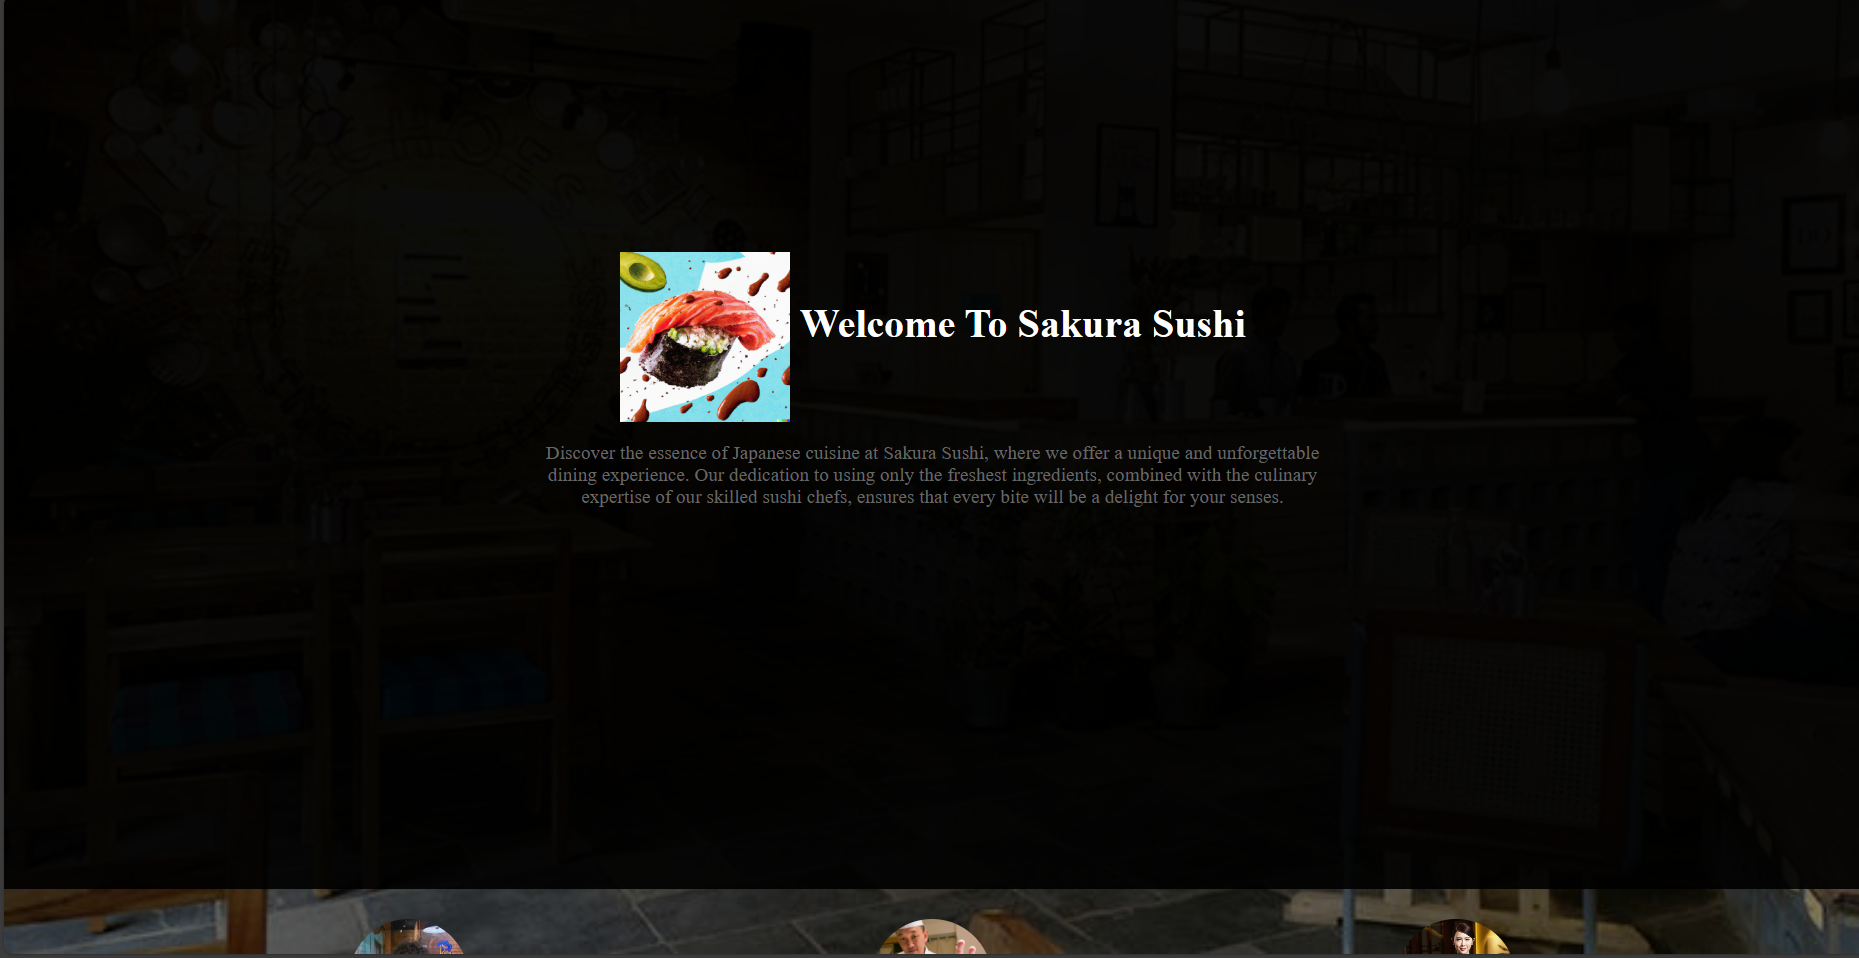 Welcome To Sakura Sushi
Discover the essence of Japanese cuisine at Sakura Sushi, where we offer a unique and unforgettable
dining experience. Our dedication to using only the freshest ingredients, combined with the culinary
expertise of our skilled sushi chefs, ensures that every bite will be a delight for your senses.